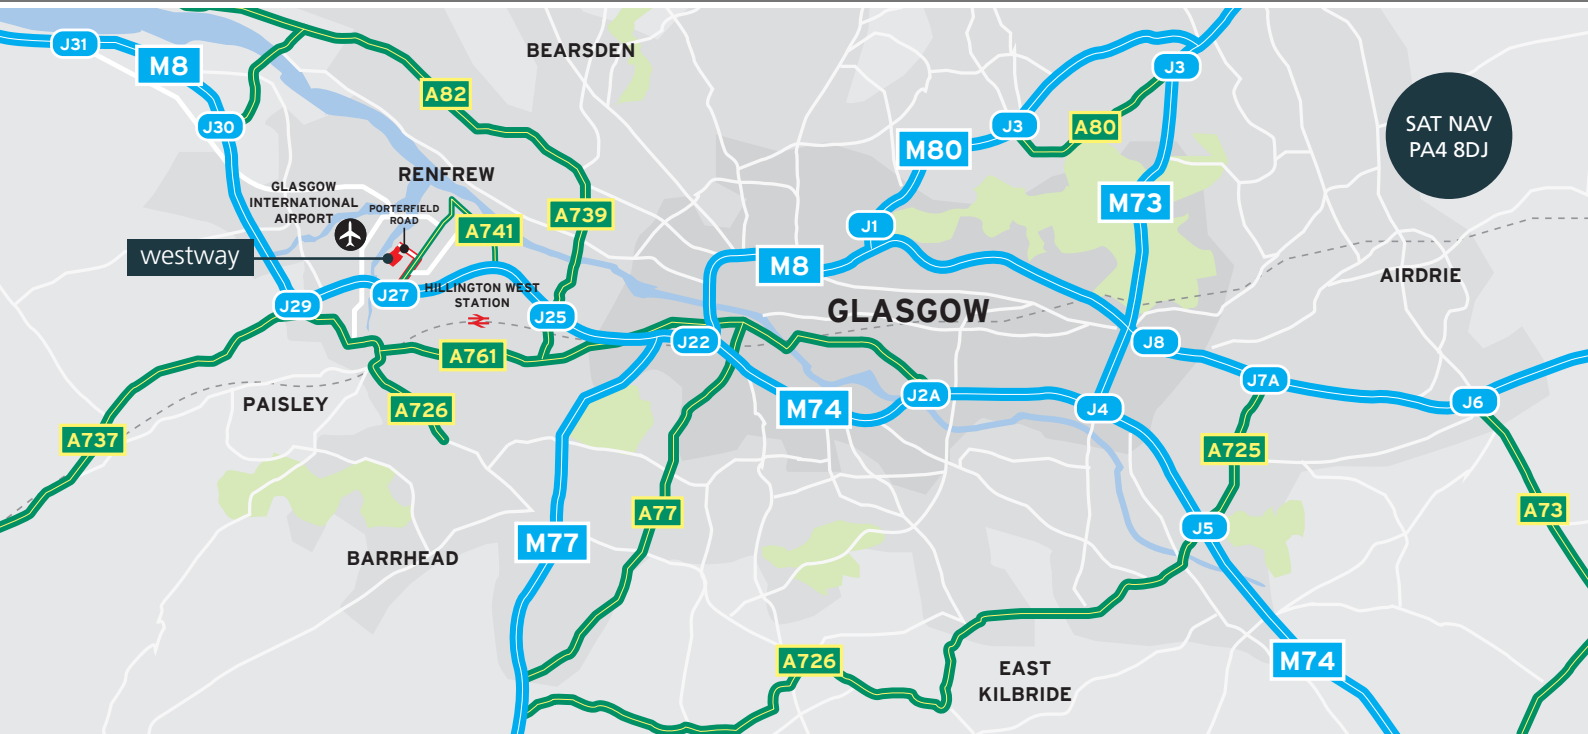 J31
M8
BEARSDEN
J3
A82
J30
J3
A80
SAT NAV
PA4 8DJ
M80
RENFREW
GLASGOW
INTERNATIONAL
AIRPORT
PORTERFIELD
ROAD
M73
A739
A741
J1
westway
M8
AIRDRIE
HILLINGTON WEST
STATION
J27
J29
GLASGOW
J25
J22
J8
A761
J7A
PAISLEY
A726
M74
J2A
J4
J6
A737
A725
A77
A73
J5
M77
BARRHEAD
A726
EAST
KILBRIDE
M74